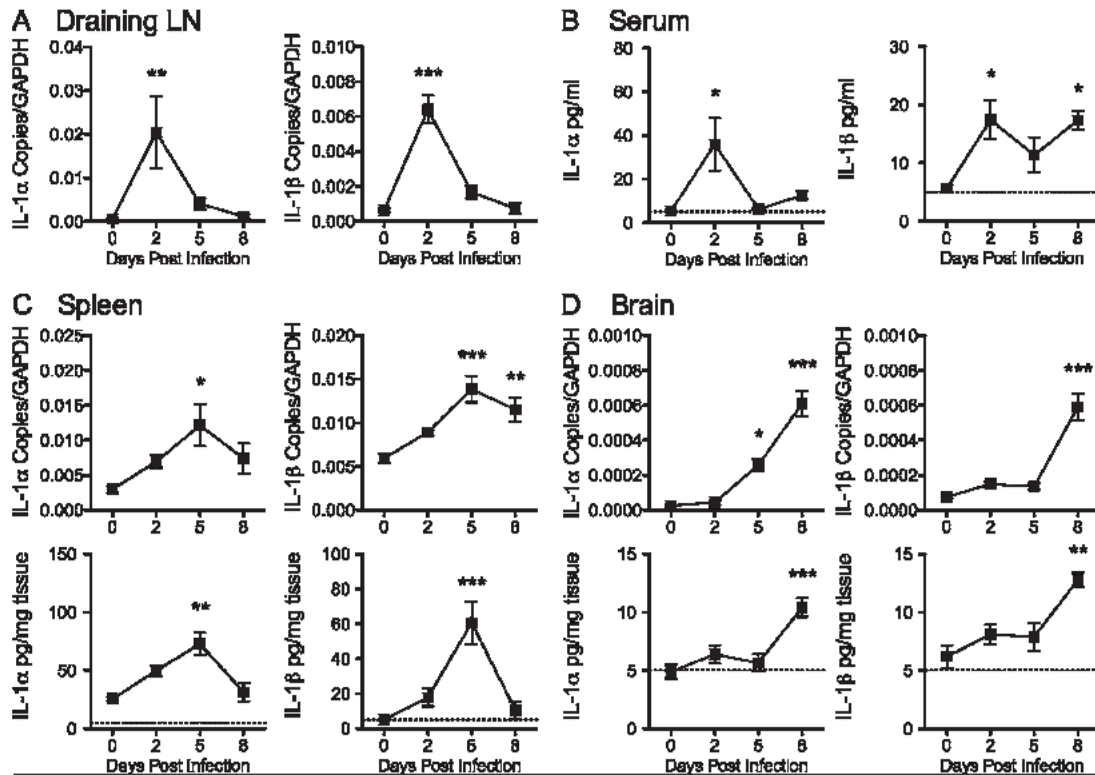 A Draining LN
IL-1α Copies/GAPDH
0.04
0.03
0.02
0.01
0.00
**
0 2 5 8
Days Post Infection
IL-1β Copies/GAPDH
0.010
0.008
0.006
0.004
0.002
0.000
***
0 2 5 8
Days Post Infection
B Serum
IL-1α pg/ml
80
60
40
20
0
*
0 2 5 8
Days Post Infection
IL-1β pg/ml
30
20
10
0
*
*
0 2 5 8
Days Post Infection
C Spleen
IL-1α Copies/GAPDH
0.025
0.020
0.015
0.010
0.005
0.000
*
0 2 5 8
IL-1β Copies/GAPDH
0.020
0.015
0.010
0.005
0.000
***
**
0 2 5 8
IL-1α pg/mg tissue
150
100
50
0
**
0 2 5 8
Days Post Infection
IL-1β pg/mg tissue
100
80
60
40
20
0
***
0 2 5 8
Days Post Infection
D Brain
IL-1α Copies/GAPDH
0.0010
0.0008
0.0006
0.0004
0.0002
0.0000
*
***
0 2 5 8
IL-1β Copies/GAPDH
0.0010
0.0008
0.0006
0.0004
0.0002
0.0000
***
0 2 5 8
IL-1α pg/mg tissue
15
10
5
0
***
0 2 5 8
Days Post Infection
IL-1β pg/mg tissue
15
10
5
0
**
0 2 5 8
Days Post Infection